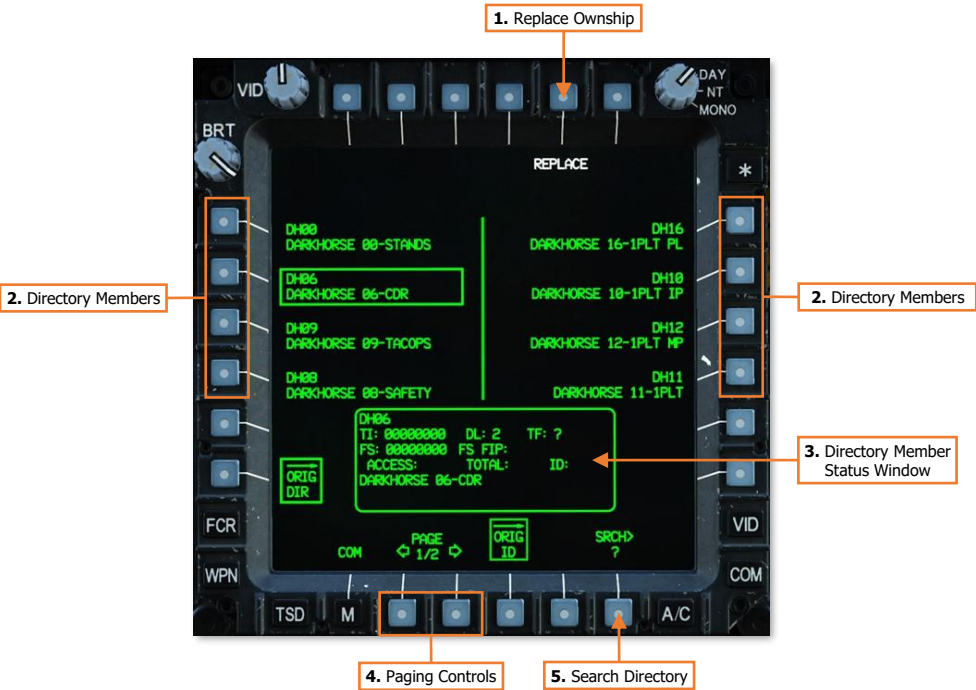 1. Replace Ownship
VID
DAY
NT
MONO
BRT
REPLACE
*
DH00
DARKHORSE 00-STANDS
DH16
DARKHORSE 16-1PLT PL
DH06
DARKHORSE 06-CDR
DH10
DARKHORSE 10-1PLT IP
2. Directory Members
2. Directory Members
DH09
DARKHORSE 09-TACOPS
DH12
DARKHORSE 12-1PLT MP
DH08
DARKHORSE 08-SAFETY
DH11
DARKHORSE 11-1PLT
DH06
TI: 00000000 DL: 2 TF: ?
FS: 00000000 FS FIP:
ACCESS: TOTAL: ID:
DARKHORSE 06-CDR
3. Directory Member
Status Window
ORIG
DIR
FCR
VID
COM
PAGE
1/2
ORIG
ID
SRCH>
?
WPN
COM
TSD
M
A/C
4. Paging Controls
5. Search Directory